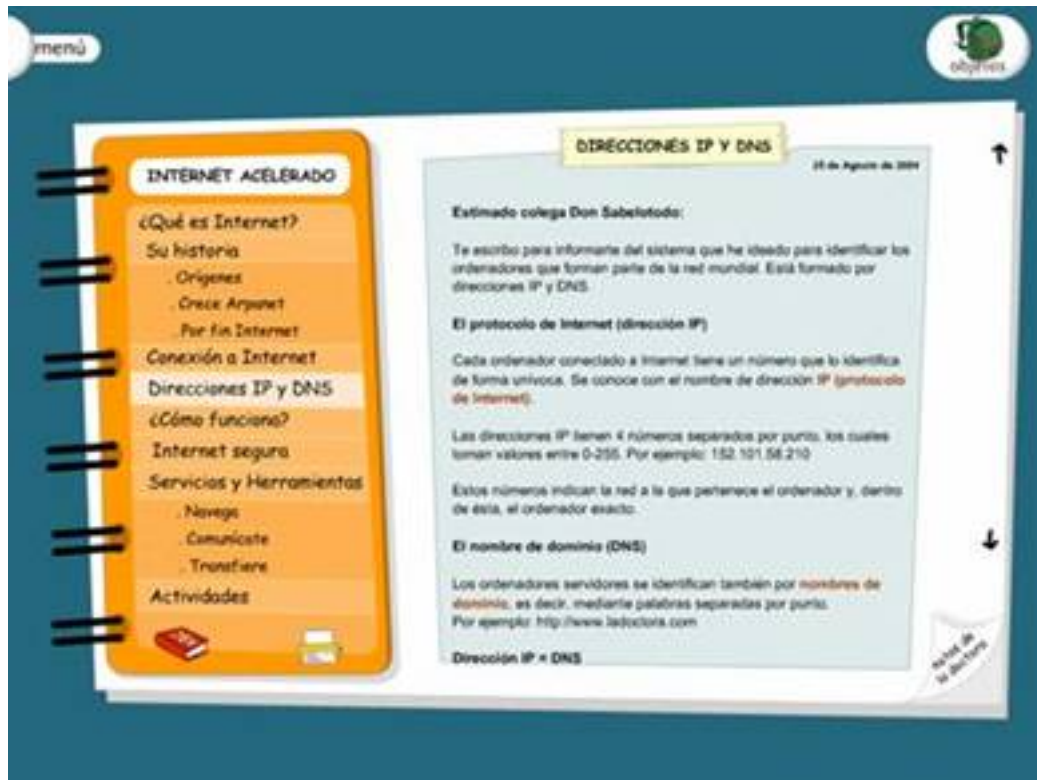 menú
objetivos
INTERNET ACELERADO
¿Qué es Internet?
Su historia
. Orígenes
. Crece Arpanet
. Por fin Internet
Conexión a Internet
Direcciones IP y DNS
¿Cómo funciona?
Internet segura
Servicios y Herramientas
. Navega
. Comunícate
. Transfiere
Actividades
DIRECCIONES IP Y DNS
25 de Agosto de 2004
Estimado colega Don Sabelotodo:
Te escribo para informarte del sistema que he ideado para identificar los
ordenadores que forman parte de la red mundial. Está formado por
direcciones IP y DNS.
El protocolo de Internet (dirección IP)
Cada ordenador conectado a Internet tiene un número que lo identifica
de forma unívoca. Se conoce con el nombre de dirección IP (protocolo
de Internet).
Las direcciones IP tienen 4 números separados por punto, los cuales
toman valores entre 0-255. Por ejemplo: 152.101.58.210
Estos números indican la red a la que pertenece el ordenador y, dentro
de ésta, el ordenador exacto.
El nombre de dominio (DNS)
Los ordenadores servidores se identifican también por nombres de
dominio, es decir, mediante palabras separadas por punto.
Por ejemplo: http://www.ladoctora.com
Dirección IP = DNS
notas de
la doctora